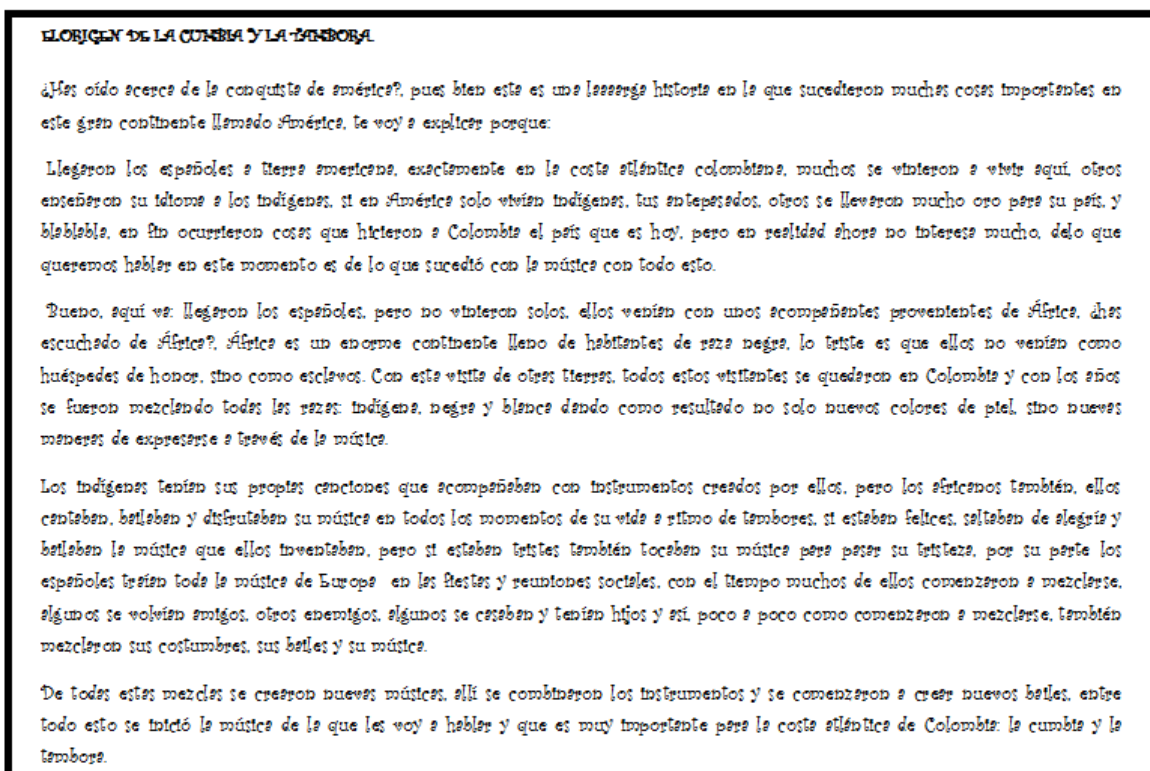 ELORIGEN DE LA CUMBIA Y LA TAMBORA.
¿Has oído acerca de la conquista de américa?, pues bien esta es una laaaarga historia en la que sucedieron muchas cosas importantes en
este gran continente llamado América, te voy a explicar porque:
Llegaron los españoles a tierra americana, exactamente en la costa atlántica colombiana, muchos se vinieron a vivir aquí, otros
enseñaron su idioma a los indígenas, si en América solo vivían indígenas, tus antepasados, otros se llevaron mucho oro para su país, y
blablabla, en fin ocurrieron cosas que hicieron a Colombia el país que es hoy, pero en realidad ahora no interesa mucho, delo que
queremos hablar en este momento es de lo que sucedió con la música con todo esto.
Bueno, aquí va: llegaron los españoles, pero no vinieron solos, ellos venían con unos acompañantes provenientes de África, ¿has
escuchado de África?, África es un enorme continente lleno de habitantes de raza negra, lo triste es que ellos no venían como
huéspedes de honor, sino como esclavos. Con esta visita de otras tierras, todos estos visitantes se quedaron en Colombia y con los años
se fueron mezclando todas las razas: indígena, negra y blanca dando como resultado no solo nuevos colores de piel, sino nuevas
maneras de expresarse a través de la música.
Los indígenas tenían sus propias canciones que acompañaban con instrumentos creados por ellos, pero los africanos también, ellos
cantaban, bailaban y disfrutaban su música en todos los momentos de su vida a ritmo de tambores, si estaban felices, saltaban de alegría y
bailaban la música que ellos inventaban, pero si estaban tristes también tocaban su música para pasar su tristeza, por su parte los
españoles traían toda la música de Europa en las fiestas y reuniones sociales, con el tiempo muchos de ellos comenzaron a mezclarse,
algunos se volvían amigos, otros enemigos, algunos se casaban y tenían hijos y así, poco a poco como comenzaron a mezclarse, también
mezclaron sus costumbres, sus bailes y su música.
De todas estas mezclas se crearon nuevas músicas, allí se combinaron los instrumentos y se comenzaron a crear nuevos bailes, entre
todo esto se inició la música de la que les voy a hablar y que es muy importante para la costa atlántica de Colombia: la cumbia y la
tambora.